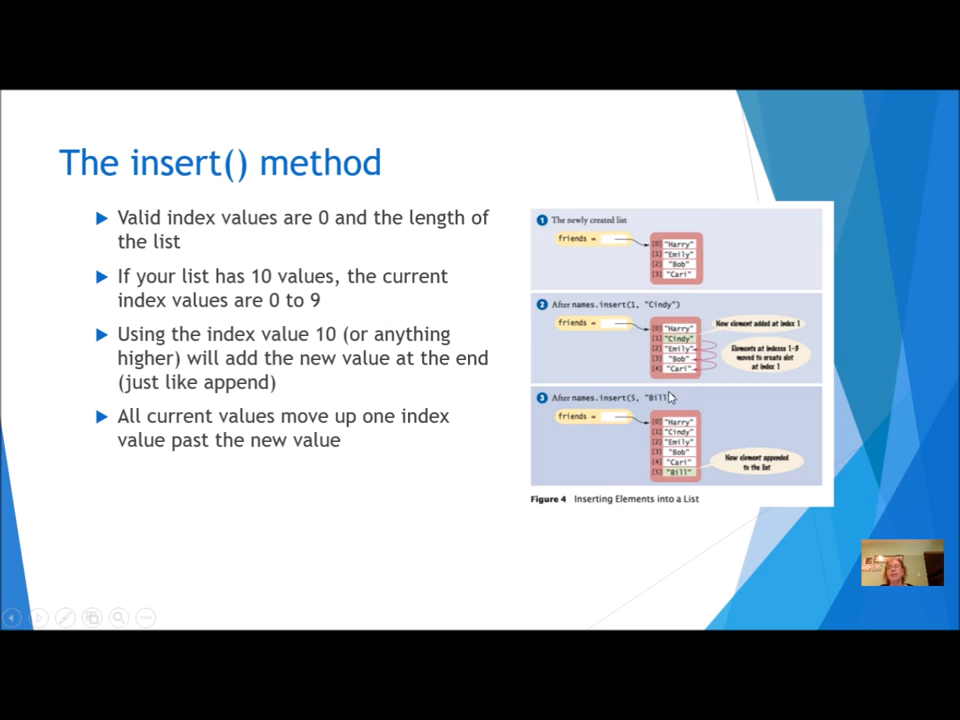 The insert() method
Valid index values are 0 and the length of
the list
If your list has 10 values, the current
index values are 0 to 9
Using the index value 10 (or anything
higher) will add the new value at the end
(just like append)
All current values move up one index
value past the new value
1 The newly created list
friends =
[0] "Harry"
[1] "Emily"
[2] "Bob"
[3] "Cari"
2 After names.insert(1, "Cindy")
friends =
[0] "Harry"
[1] "Cindy"
[2] "Emily"
[3] "Bob"
[4] "Cari"
New element added at index 1
Elements at indexes 1-3
moved to create slot
at index 1
3 After names.insert(5, "Bill
friends =
[0] "Harry"
[1] "Cindy"
[2] "Emily"
[3] "Bob"
[4] "Cari"
[5] "Bill"
New element appended
to the list
Figure 4 Inserting Elements into a List